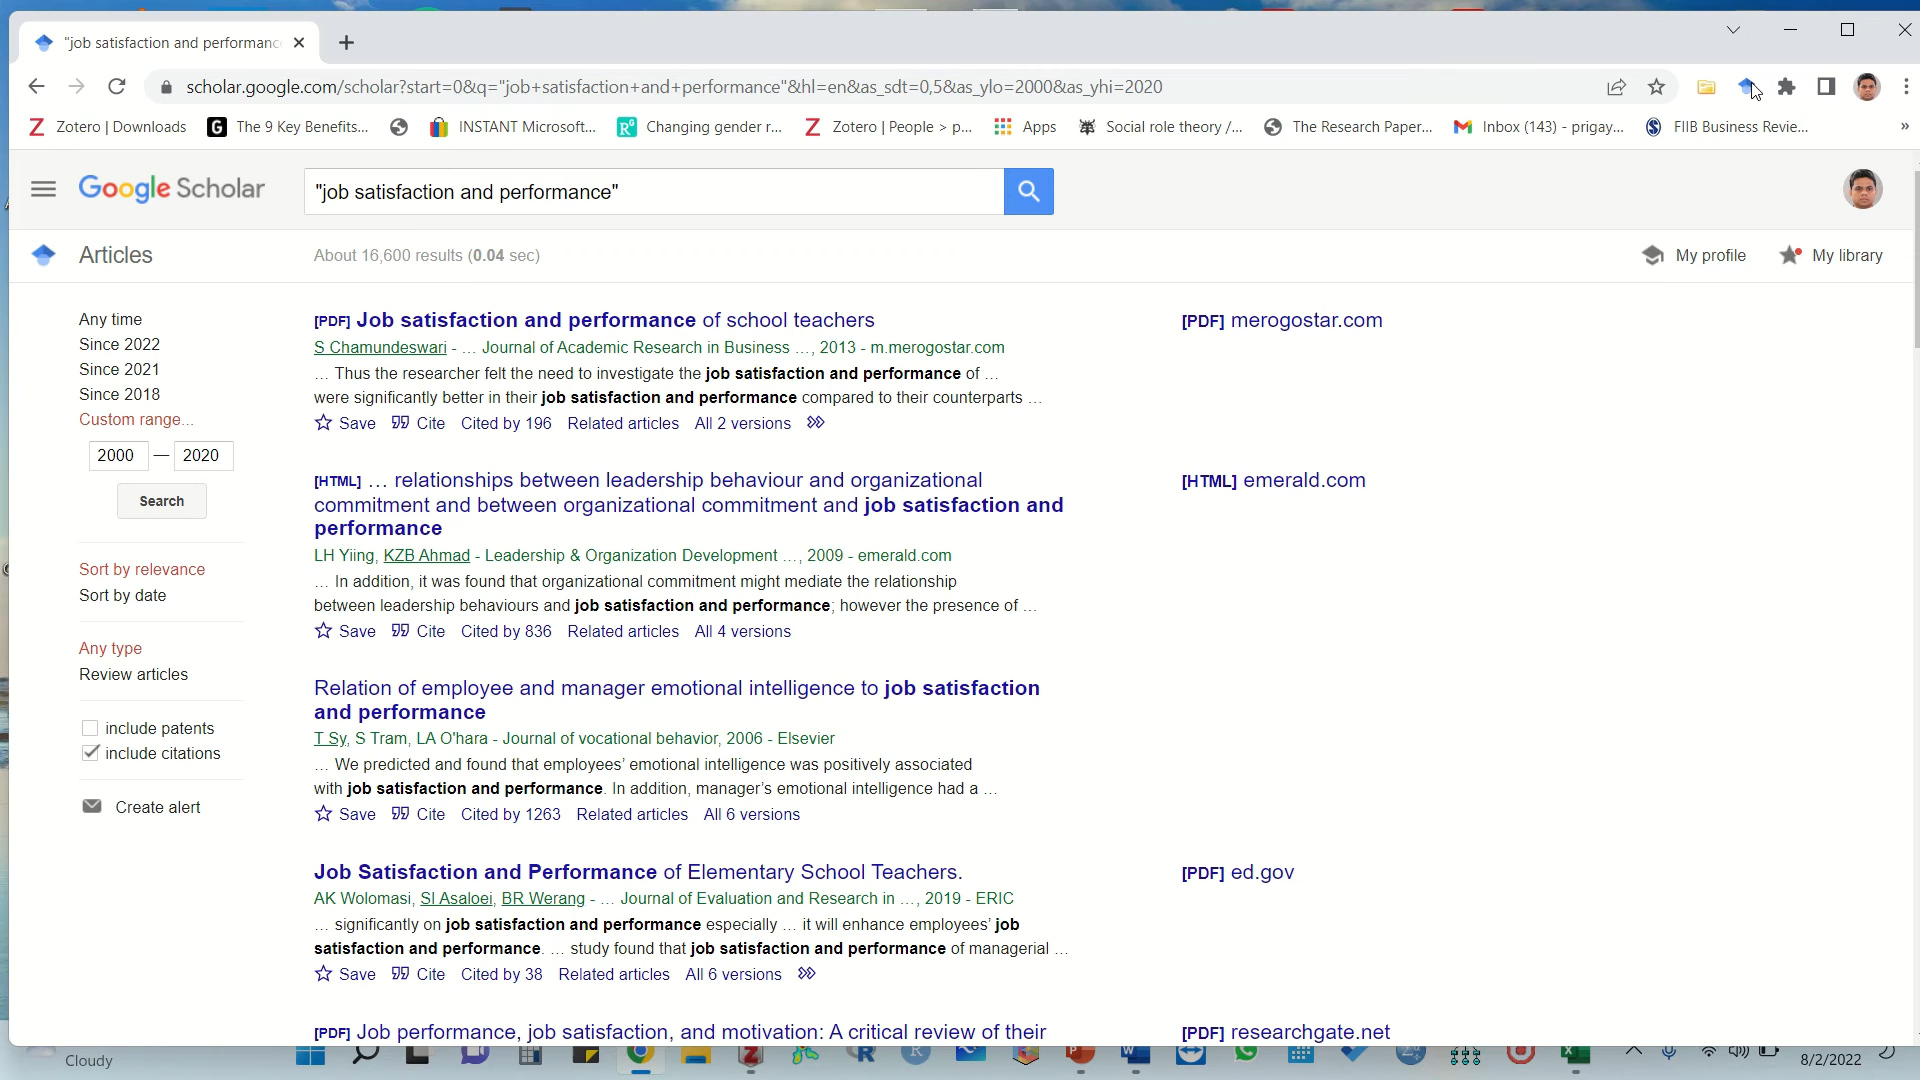 "job satisfaction and performanc
scholar.google.com/scholar?start=0&q="job+satisfaction+and+performance"&hl=en&as_sdt=0,5&as_ylo=2000&as_yhi=2020
Zotero | Downloads
The 9 Key Benefits...
INSTANT Microsoft...
Changing gender r...
Zotero | People > p...
Apps
Social role theory /...
The Research Paper...
Inbox (143) - prigay...
FIIB Business Revie...
»
Google Scholar
"job satisfaction and performance"
Articles
About 16,600 results (0.04 sec)
My profile
My library
Any time
Since 2022
Since 2021
Since 2018
Custom range...
2000 — 2020
Search
Sort by relevance
Sort by date
Any type
Review articles
include patents
include citations
Create alert
[PDF] Job satisfaction and performance of school teachers
S Chamundeswari - … Journal of Academic Research in Business …, 2013 - m.merogostar.com
… Thus the researcher felt the need to investigate the job satisfaction and performance of …
were significantly better in their job satisfaction and performance compared to their counterparts …
Save Cite Cited by 196 Related articles All 2 versions
[PDF] merogostar.com
[HTML] … relationships between leadership behaviour and organizational
commitment and between organizational commitment and job satisfaction and
performance
LH Yiing, KZB Ahmad - Leadership & Organization Development …, 2009 - emerald.com
… In addition, it was found that organizational commitment might mediate the relationship
between leadership behaviours and job satisfaction and performance; however the presence of …
Save Cite Cited by 836 Related articles All 4 versions
[HTML] emerald.com
Relation of employee and manager emotional intelligence to job satisfaction
and performance
T Sy, S Tram, LA O'hara - Journal of vocational behavior, 2006 - Elsevier
… We predicted and found that employees' emotional intelligence was positively associated
with job satisfaction and performance. In addition, manager's emotional intelligence had a …
Save Cite Cited by 1263 Related articles All 6 versions
Job Satisfaction and Performance of Elementary School Teachers.
AK Wolomasi, SI Asaloei, BR Werang - … Journal of Evaluation and Research in …, 2019 - ERIC
… significantly on job satisfaction and performance especially … it will enhance employees' job
satisfaction and performance. … study found that job satisfaction and performance of managerial …
Save Cite Cited by 38 Related articles All 6 versions
[PDF] ed.gov
[PDF] Job performance, job satisfaction, and motivation: A critical review of their
[PDF] researchgate.net
Cloudy
8/2/2022